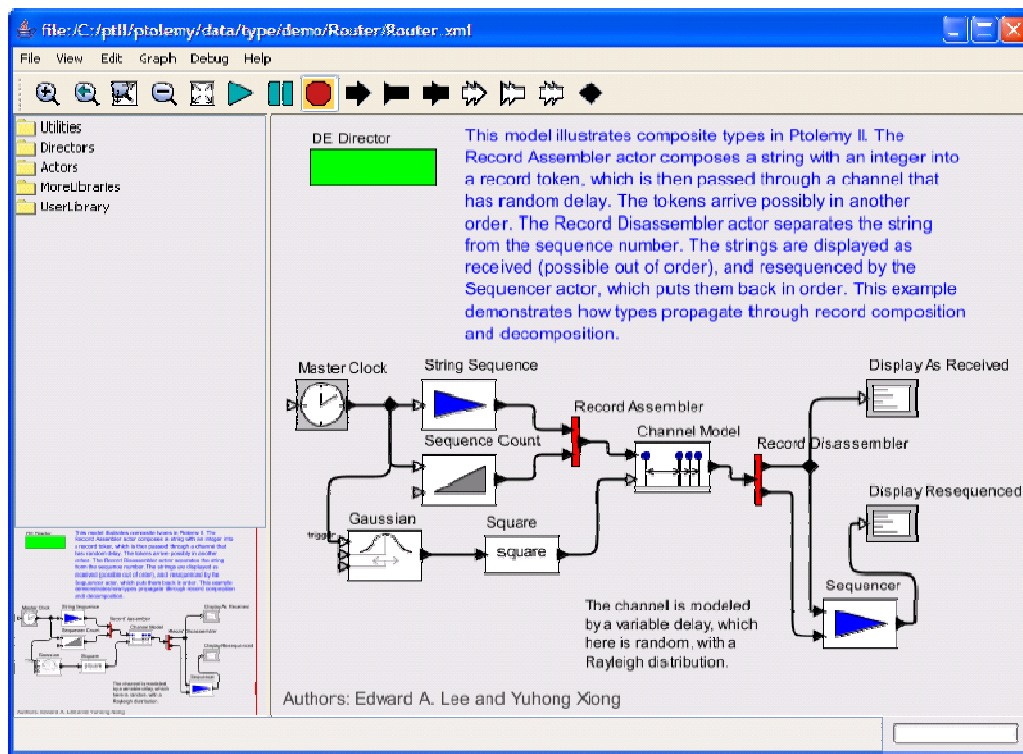 file:/C:/ptII/ptolemy/data/type/demo/Router/Router.xml
File View Edit Graph Debug Help
Utilities
Directors
Actors
MoreLibraries
UserLibrary
DE Director
This model illustrates composite types in Ptolemy II. The
Record Assembler actor composes a string with an integer into
a record token, which is then passed through a channel that
has random delay. The tokens arrive possibly in another
order. The Record Disassembler actor separates the string
from the sequence number. The strings are displayed as
received (possible out of order), and resequenced by the
Sequencer actor, which puts them back in order. This example
demonstrates how types propagate through record composition
and decomposition.
Master Clock
String Sequence
Display As Received
Record Assembler
Sequence Count
Channel Model
Record Disassembler
Display Resequenced
Gaussian
Square
trigger
square
Sequencer
The channel is modeled
by a variable delay, which
here is random, with a
Rayleigh distribution.
Authors: Edward A. Lee and Yuhong Xiong